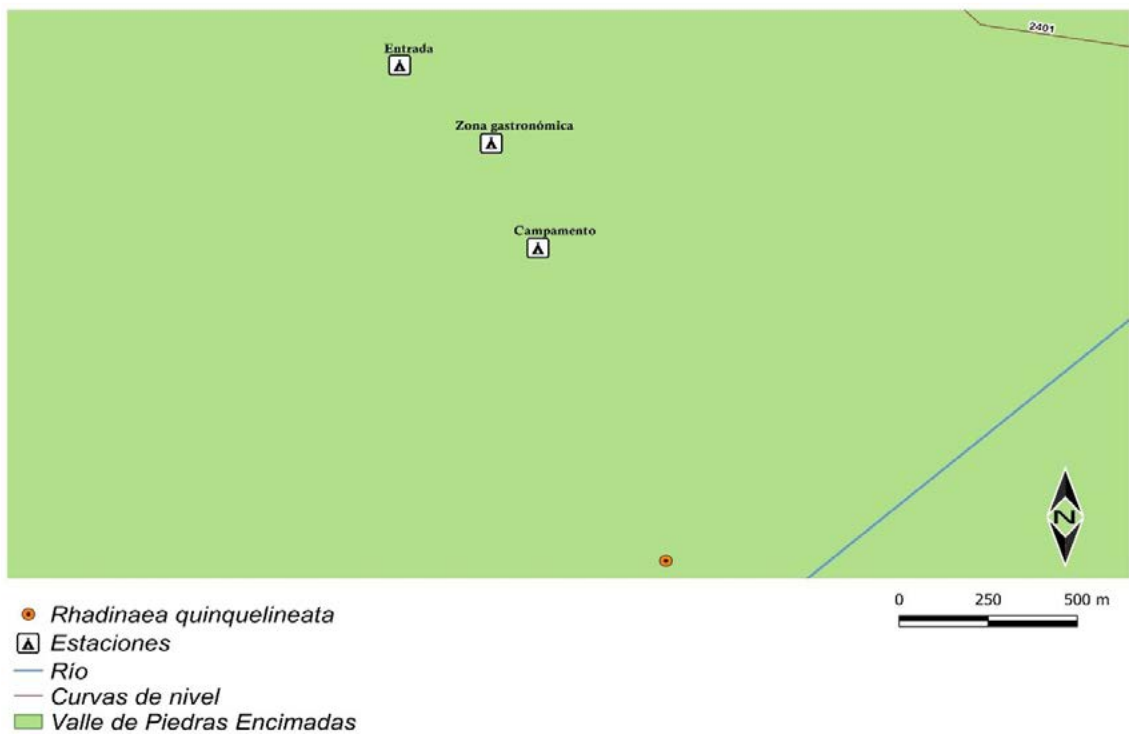 Entrada
2401
Zona gastronómica
Campamento
N
0 250 500 m
Rhadinaea quinquelineata
Estaciones
Río
Curvas de nivel
Valle de Piedras Encimadas